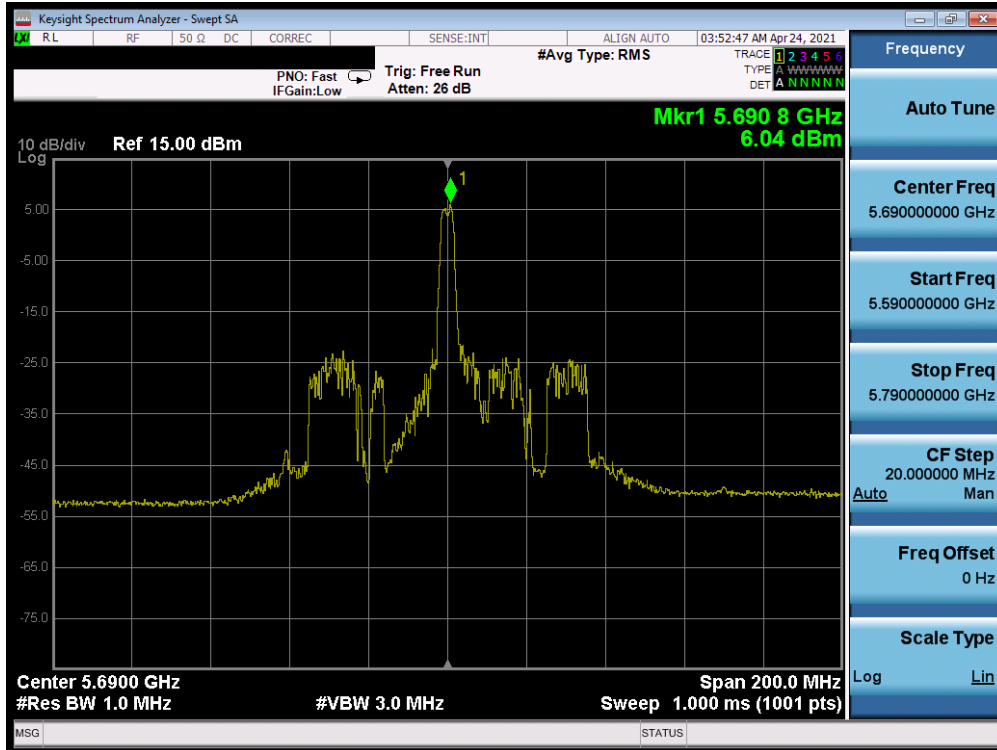 Keysight Spectrum Analyzer - Swept SA
LXI RL RF 50 Ω DC CORREC SENSE:INT ALIGN AUTO 03:52:47 AM Apr 24, 2021
PNO: Fast
IFGain:Low
Trig: Free Run
Atten: 26 dB
#Avg Type: RMS
TRACE 1 2 3 4 5 6
TYPE A WWWWW
DET A N N N N N
Mkr1 5.690 8 GHz
6.04 dBm
10 dB/div
Log
Ref 15.00 dBm
1
5.00
-5.00
-15.0
-25.0
-35.0
-45.0
-55.0
-65.0
-75.0
Center 5.6900 GHz
Span 200.0 MHz
#Res BW 1.0 MHz
#VBW 3.0 MHz
Sweep 1.000 ms (1001 pts)
MSG
STATUS
Frequency
Auto Tune
Center Freq
5.690000000 GHz
Start Freq
5.590000000 GHz
Stop Freq
5.790000000 GHz
CF Step
20.000000 MHz
Auto Man
Freq Offset
0 Hz
Scale Type
Log Lin